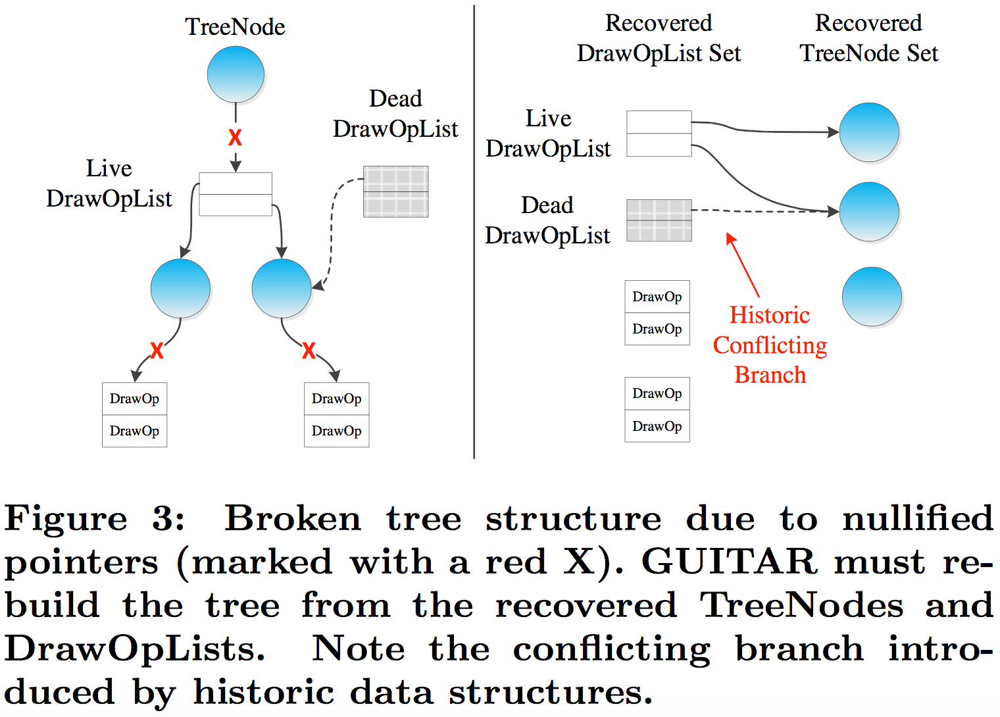 TreeNode
Dead
DrawOpList
Live
DrawOpList
X
X
X
DrawOp
DrawOp
DrawOp
DrawOp
Recovered
DrawOpList Set
Recovered
TreeNode Set
Live
DrawOpList
Dead
DrawOpList
DrawOp
DrawOp
Historic
Conflicting
Branch
DrawOp
DrawOp
Figure 3: Broken tree structure due to nullified
pointers (marked with a red X). GUITAR must re-
build the tree from the recovered TreeNodes and
DrawOpLists. Note the conflicting branch intro-
duced by historic data structures.